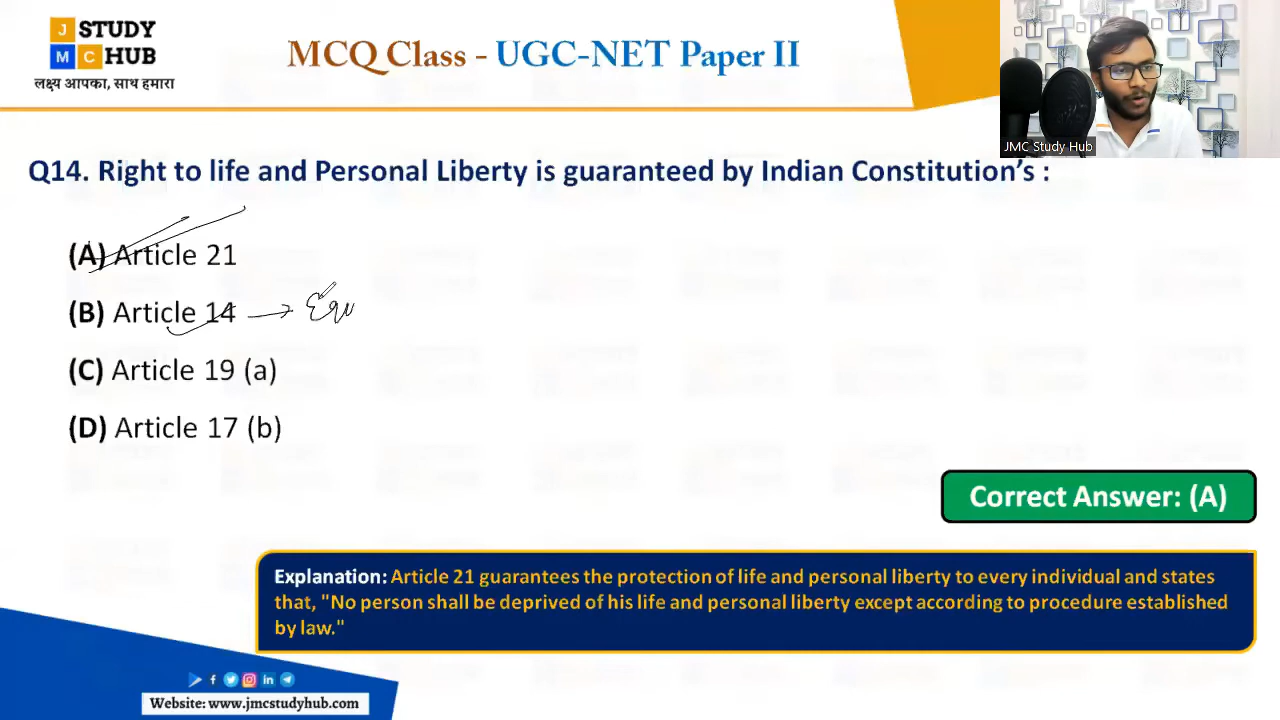 J STUDY
M C HUB
लक्ष्य आपका, साथ हमारा
MCQ Class - UGC-NET Paper II
JMC Study Hub
Q14. Right to life and Personal Liberty is guaranteed by Indian Constitution's :
(A) Article 21
(B) Article 14 → Equ
(C) Article 19 (a)
(D) Article 17 (b)
Correct Answer: (A)
Explanation: Article 21 guarantees the protection of life and personal liberty to every individual and states
that, "No person shall be deprived of his life and personal liberty except according to procedure established
by law."
Website: www.jmcstudyhub.com